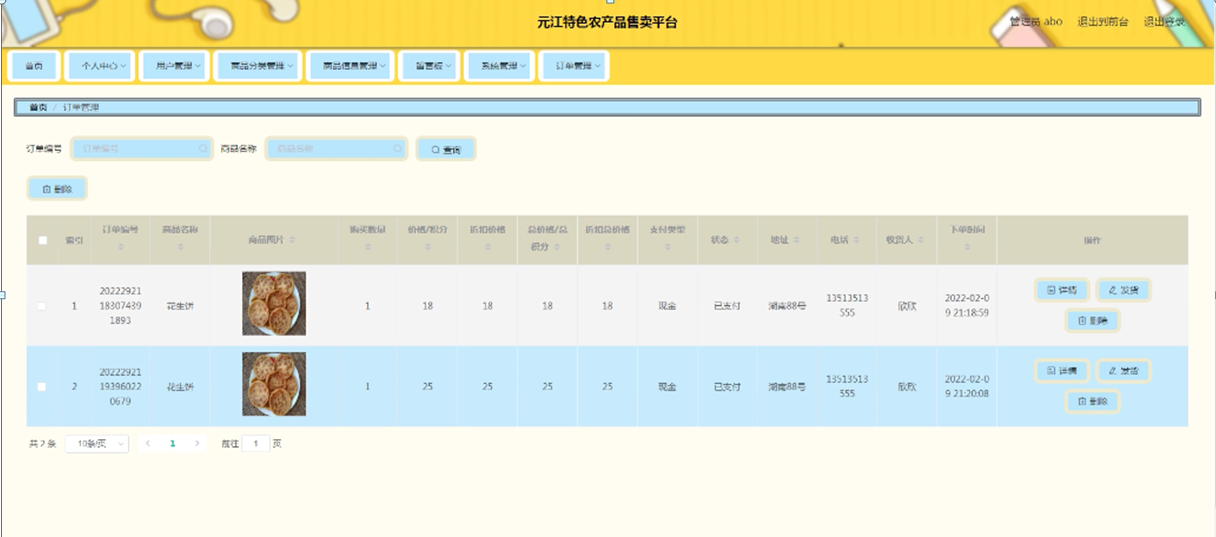 元江特色农产品售卖平台
管理员 abo 退出到前台 退出登录
首页 个人中心 用户管理 商品分类管理 商品信息管理 留言板 系统管理 订单管理
首页 / 订单管理
订单编号 订单编号 商品名称 商品名称 查询
删除
索引 订单编号 商品名称 商品图片 购买数量 价格/积分 折扣价格 总价格/总积分 折扣总价格 支付类型 状态 地址 电话 收货人 下单时间 操作
1 20222921183074391893 花生饼 1 18 18 18 18 现金 已支付 湖南88号 13513513555 欣欣 2022-02-09 21:18:59 详情 发货 删除
2 20222921193960220679 花生饼 1 25 25 25 25 现金 已支付 湖南88号 13513513555 欣欣 2022-02-09 21:20:08 详情 发货 删除
共 2 条 10条/页 1 前往 1 页